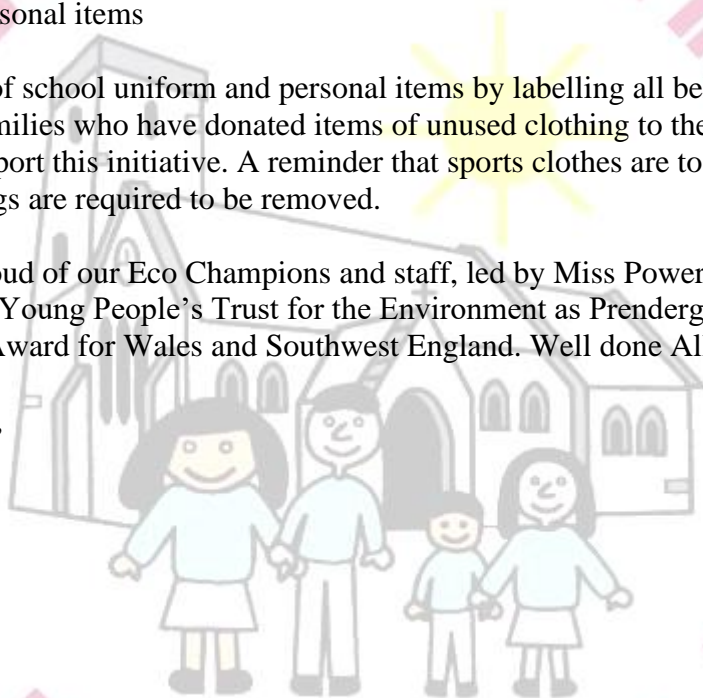 sonal items
of school uniform and personal items by labelling all be
milies who have donated items of unused clothing to the
port this initiative. A reminder that sports clothes are to
gs are required to be removed.
oud of our Eco Champions and staff, led by Miss Power
Young People's Trust for the Environment as Prenderg
Award for Wales and Southwest England. Well done Al